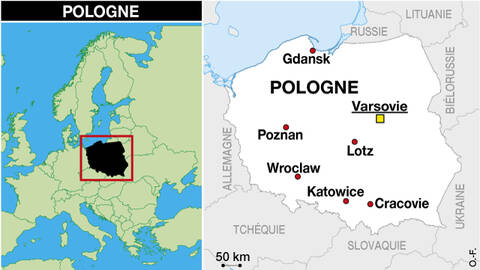 POLOGNE
LITUANIE
RUSSIE
Gdansk
BIÉLORUSSIE
POLOGNE
Varsovie
Poznan
Lotz
ALLEMAGNE
Wroclaw
Katowice
Cracovie
UKRAINE
TCHÉQUIE
SLOVAQUIE
50 km
O.-F.